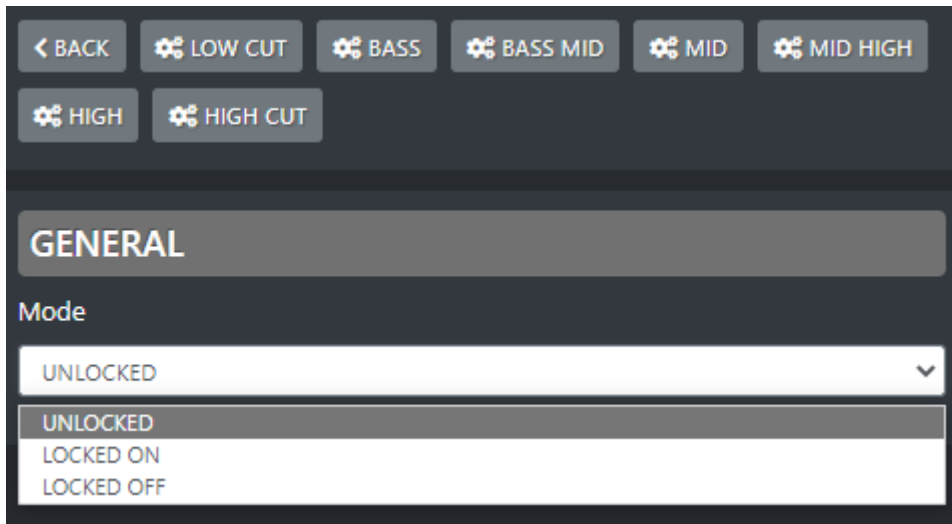 BACK LOW CUT BASS BASS MID MID MID HIGH
HIGH HIGH CUT
GENERAL
Mode
UNLOCKED
UNLOCKED
LOCKED ON
LOCKED OFF